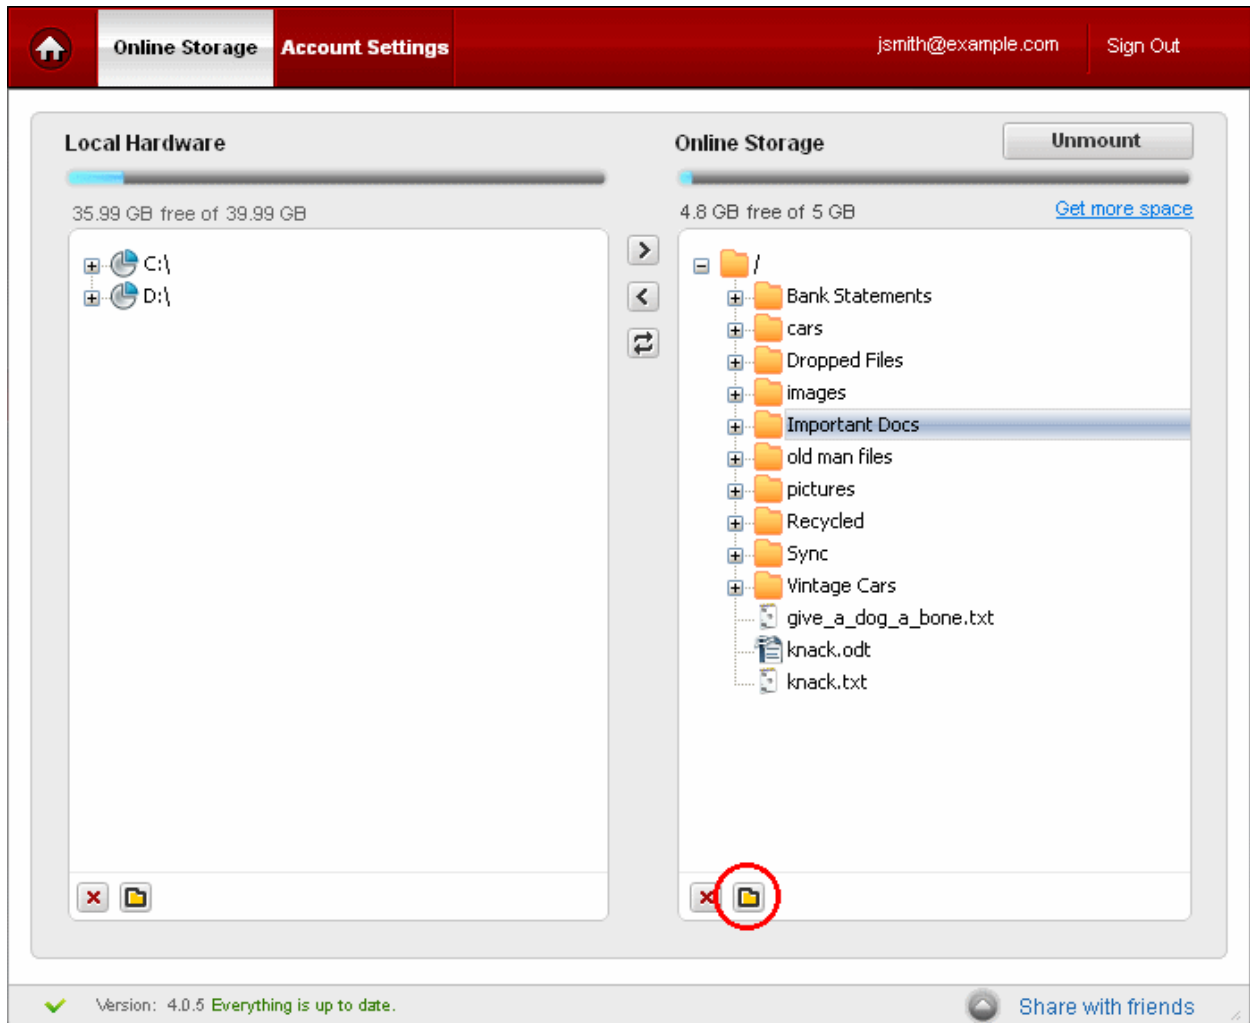 Online Storage
Account Settings
jsmith@example.com
Sign Out
Local Hardware
35.99 GB free of 39.99 GB
C:\
D:\
Online Storage
Unmount
4.8 GB free of 5 GB
Get more space
/
Bank Statements
cars
Dropped Files
images
Important Docs
old man files
pictures
Recycled
Sync
Vintage Cars
give_a_dog_a_bone.txt
knack.odt
knack.txt
Version: 4.0.5 Everything is up to date.
Share with friends